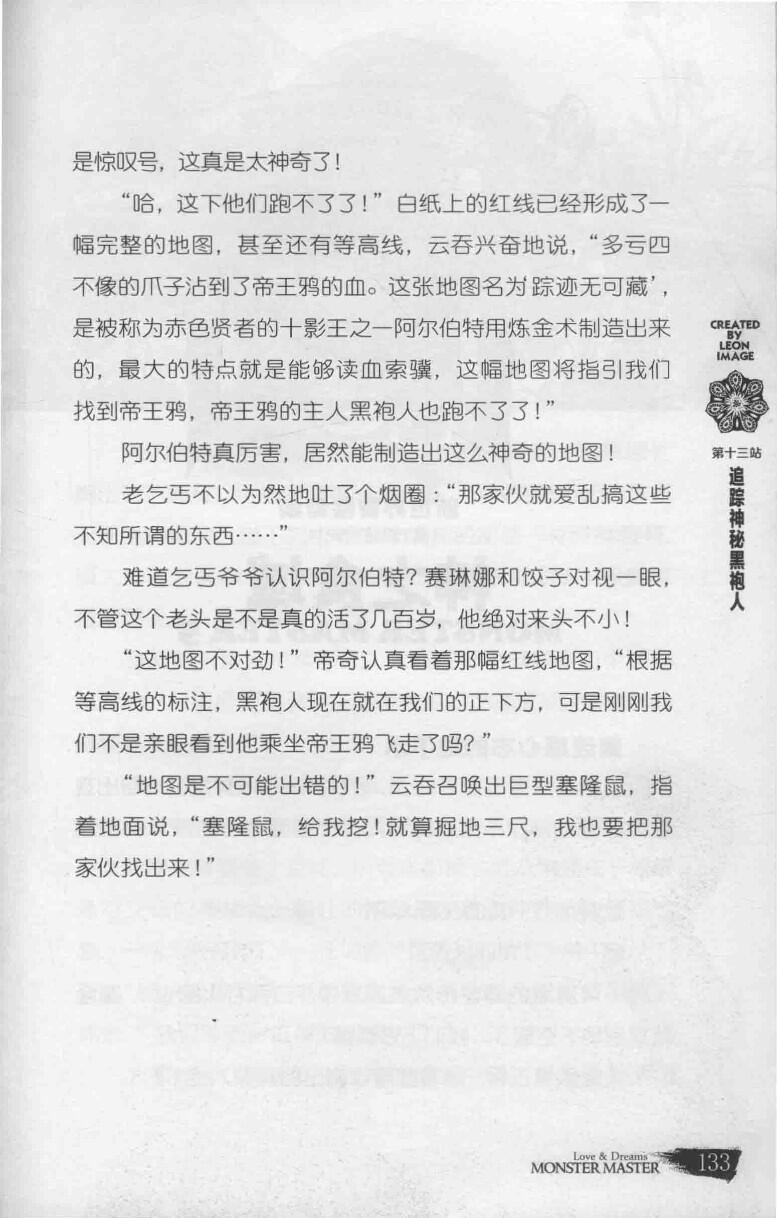 是惊叹号，这真是太神奇了！
“哈，这下他们跑不了了！”白纸上的红线已经形成了一
幅完整的地图，甚至还有等高线，云吞兴奋地说，“多亏四
不像的爪子沾到了帝王鸦的血。这张地图名为‘踪迹无可藏’，
是被称为赤色贤者的十影王之一阿尔伯特用炼金术制造出来
的，最大的特点就是能够读血索骥，这幅地图将指引我们
找到帝王鸦，帝王鸦的主人黑袍人也跑不了了！”
阿尔伯特真厉害，居然能制造出这么神奇的地图！
老乞丐不以为然地吐了个烟圈：“那家伙就爱乱搞这些
不知所谓的东西……”
难道乞丐爷爷认识阿尔伯特？赛琳娜和饺子对视一眼，
不管这个老头是不是真的活了几百岁，他绝对来头不小！
“这地图不对劲！”帝奇认真看着那幅红线地图，“根据
等高线的标注，黑袍人现在就在我们的正下方，可是刚刚我
们不是亲眼看到他乘坐帝王鸦飞走了吗？”
“地图是不可能出错的！”云吞召唤出巨型塞隆鼠，指
着地面说，“塞隆鼠，给我挖！就算掘地三尺，我也要把那
家伙找出来！”
CREATED
BY
LEON
IMAGE
第十三站
追踪神秘黑袍人
Love & Dreams
MONSTER MASTER
133